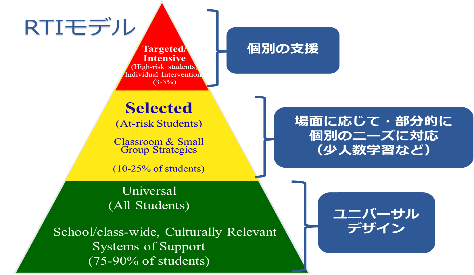 RTIモデル
Targeted/
Intensive
(High-risk students)
Individual Intervention
(3-5%)
個別の支援
Selected
(At-risk Students)
Classroom & Small
Group Strategies
(10-25% of students)
場面に応じて・部分的に
個別のニーズに対応
(少人数学習など)
Universal
(All Students)
School/class-wide, Culturally Relevant
Systems of Support
(75-90% of students)
ユニバーサル
デザイン